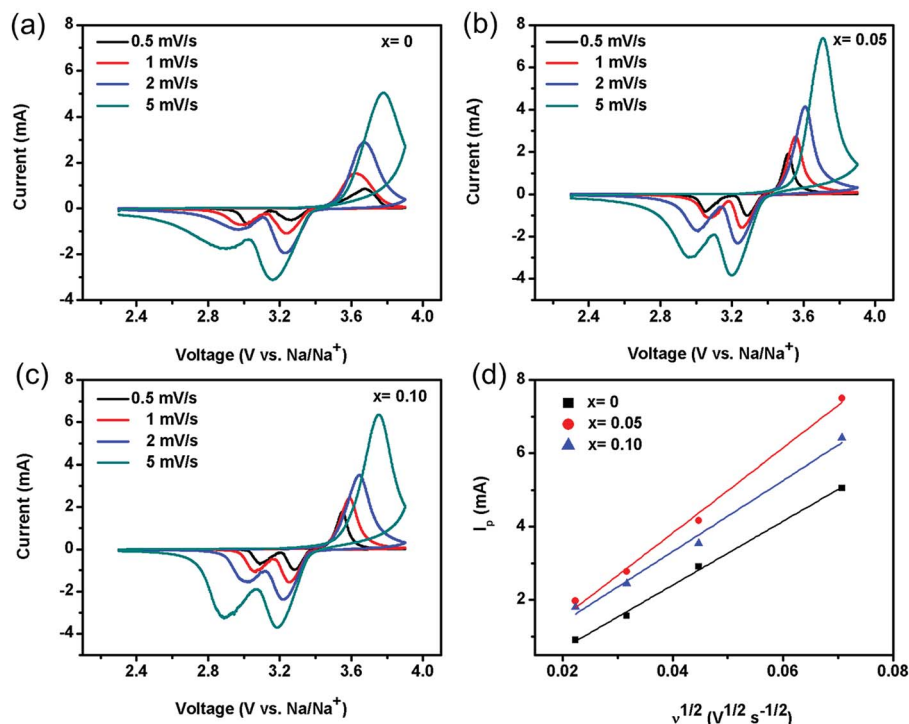 (a)
0.5 mV/s
1 mV/s
2 mV/s
5 mV/s
x= 0
8
6
4
2
0
-2
-4
Current (mA)
2.4 2.8 3.2 3.6 4.0
Voltage (V vs. Na/Na⁺)
(b)
0.5 mV/s
1 mV/s
2 mV/s
5 mV/s
x= 0.05
8
6
4
2
0
-2
-4
Current (mA)
2.4 2.8 3.2 3.6 4.0
Voltage (V vs. Na/Na⁺)
(c)
0.5 mV/s
1 mV/s
2 mV/s
5 mV/s
x= 0.10
8
6
4
2
0
-2
-4
Current (mA)
2.4 2.8 3.2 3.6 4.0
Voltage (V vs. Na/Na⁺)
(d)
x= 0
x= 0.05
x= 0.10
8
6
4
2
Iₚ (mA)
0.02 0.04 0.06 0.08
ν¹ᐟ² (V¹ᐟ² s⁻¹ᐟ²)